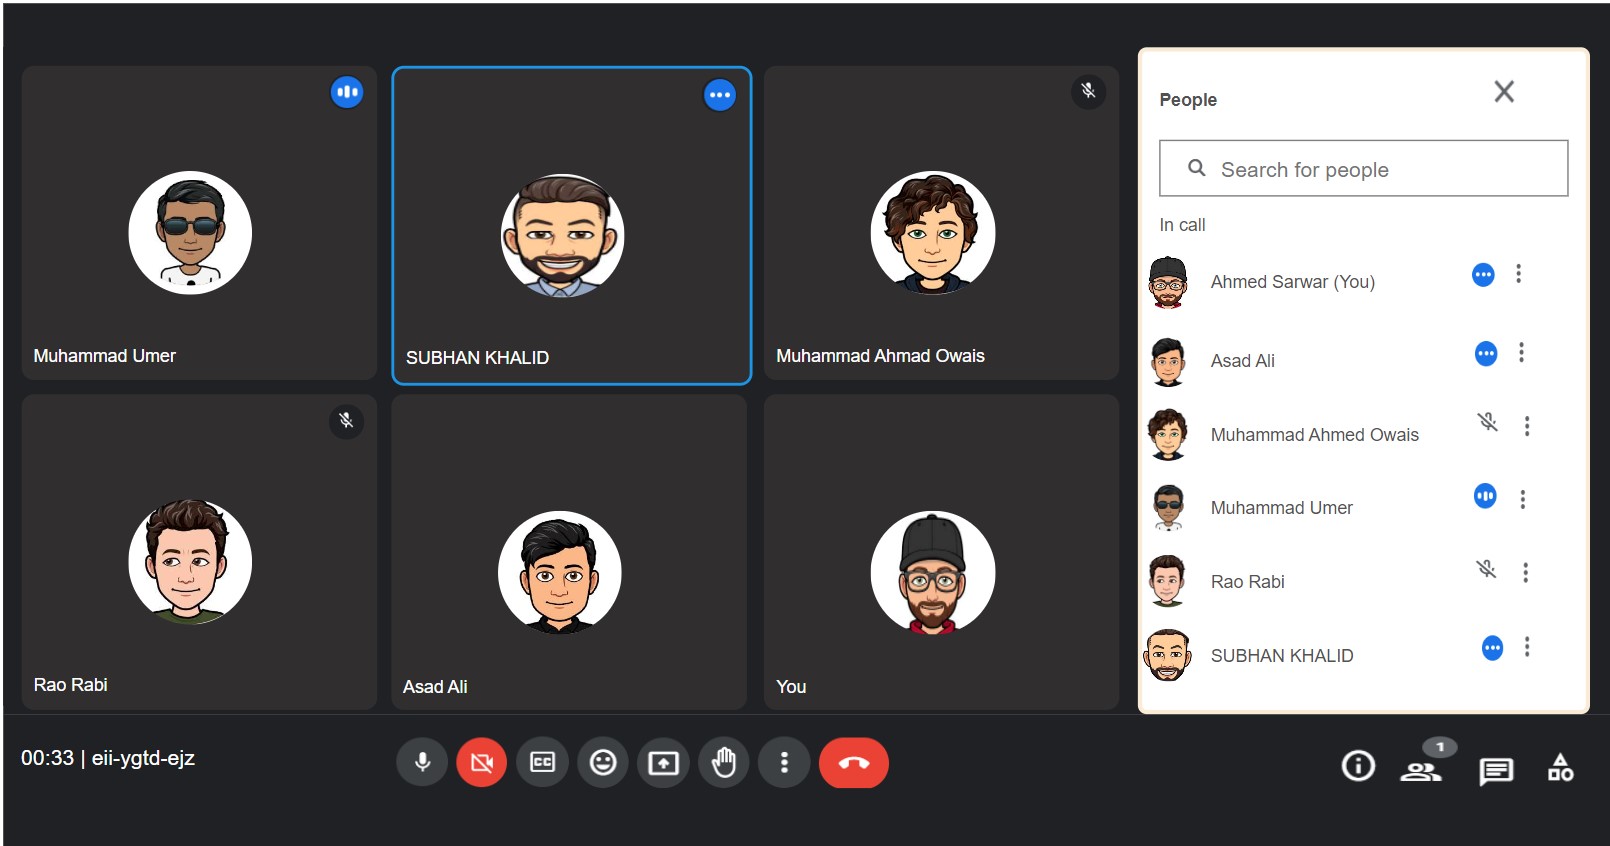 Muhammad Umer
SUBHAN KHALID
Muhammad Ahmad Owais
Rao Rabi
Asad Ali
You
People
Search for people
In call
Ahmed Sarwar (You)
Asad Ali
Muhammad Ahmed Owais
Muhammad Umer
Rao Rabi
SUBHAN KHALID
00:33 | eii-ygtd-ejz
CC
1